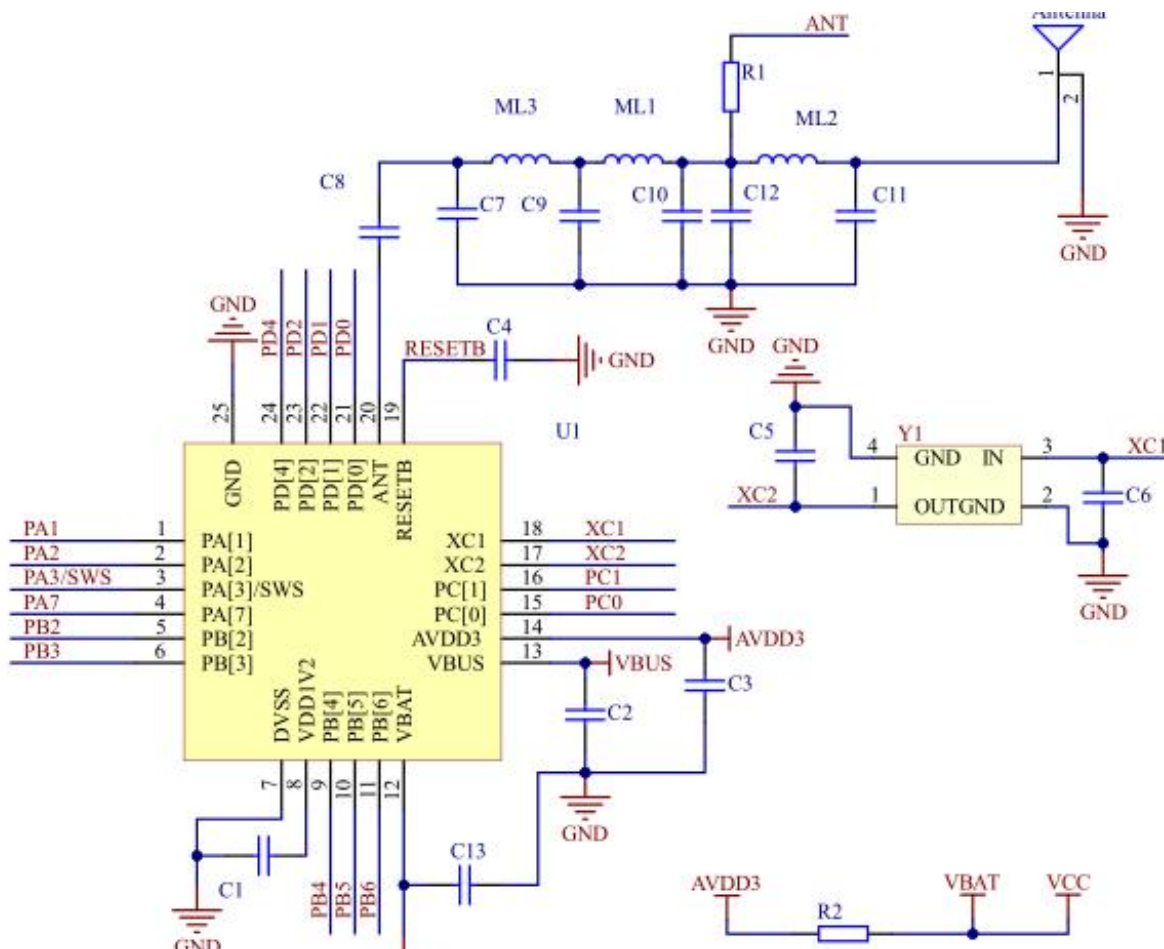 Antenna
ANT
R1
1
2
ML3
ML1
ML2
C8
C7
C9
C10
C12
C11
GND
GND
GND
PD4
PD2
PD1
PD0
RESETB
C4
GND
GND
25
24
23
22
21
20
19
U1
C5
4
Y1
3
XC1
GND
IN
C6
XC2
1
OUT
GND
2
GND
GND
PD[4]
PD[2]
PD[1]
PD[0]
ANT
RESETB
PA1
1
PA[1]
XC1
18
XC1
PA2
2
PA[2]
XC2
17
XC2
PA3/SWS
3
PA[3]/SWS
PC[1]
16
PC1
PA7
4
PA[7]
PC[0]
15
PC0
PB2
5
PB[2]
AVDD3
14
AVDD3
PB3
6
PB[3]
VBUS
13
VBUS
C3
C2
DVSS
VDD1V2
PB[4]
PB[5]
PB[6]
VBAT
7
8
9
10
11
12
GND
C1
C13
PB4
PB5
PB6
GND
AVDD3
R2
VBAT
VCC